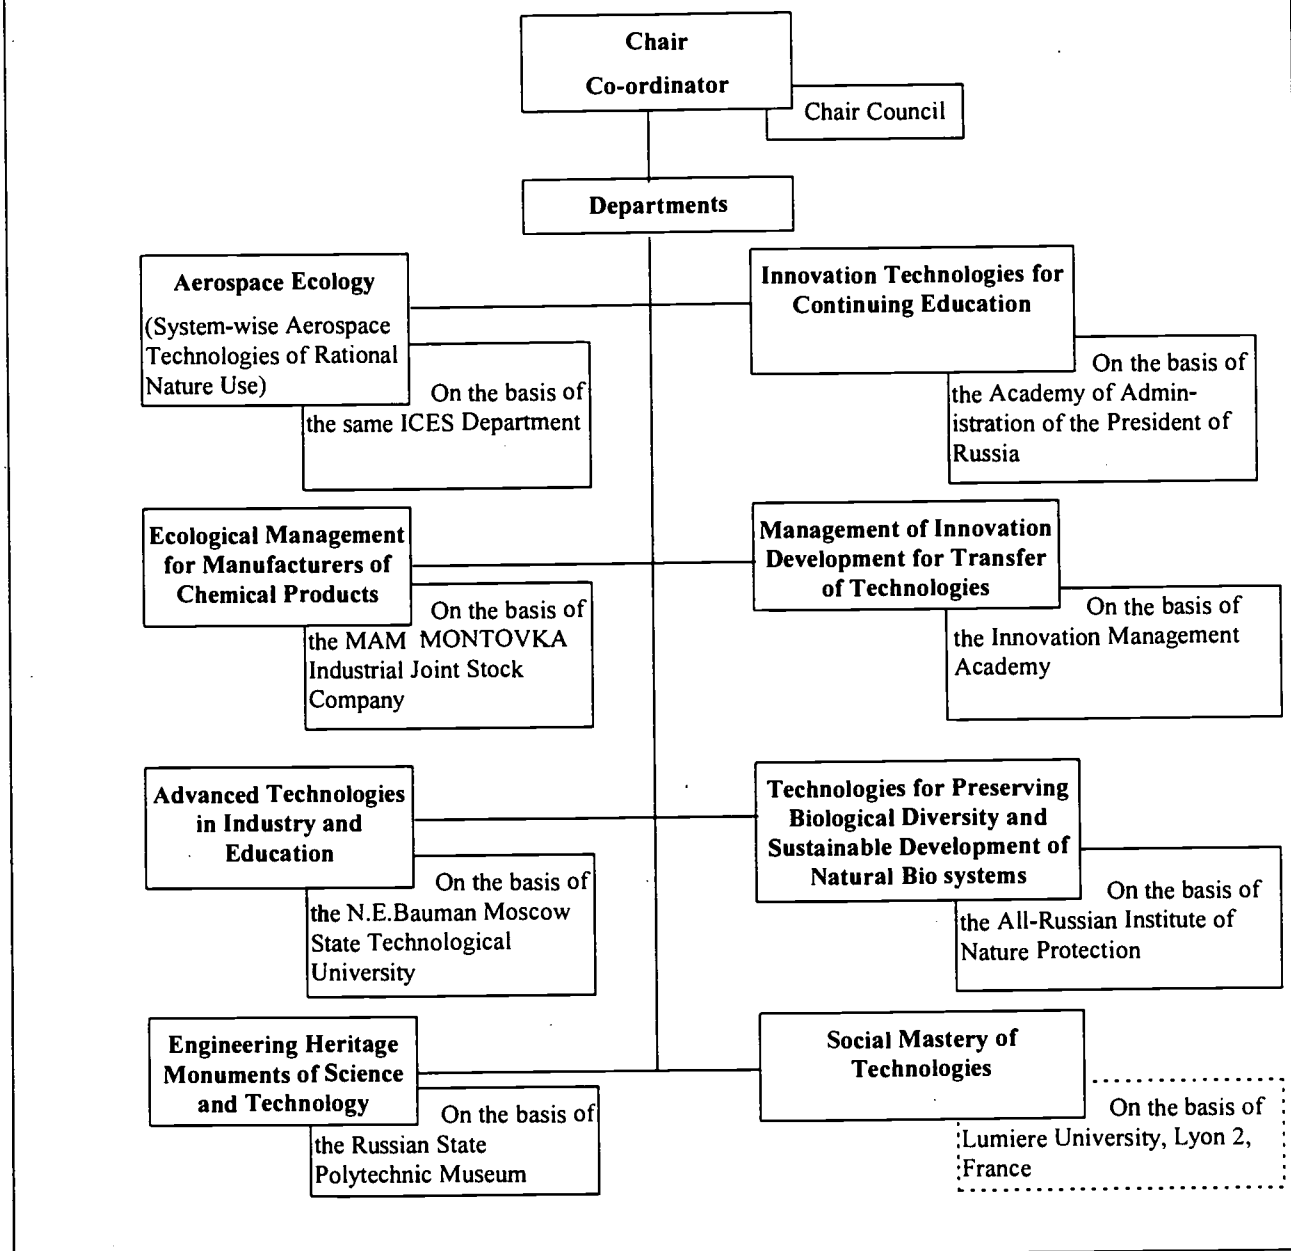 Chair
Co-ordinator
Chair Council
Departments
Aerospace Ecology
(System-wise Aerospace
Technologies of Rational
Nature Use)
On the basis of
the same ICES Department
Innovation Technologies for
Continuing Education
On the basis of
the Academy of Admin-
istration of the President of
Russia
Ecological Management
for Manufacturers of
Chemical Products
On the basis of
the MAM MONTOVKA
Industrial Joint Stock
Company
Management of Innovation
Development for Transfer
of Technologies
On the basis of
the Innovation Management
Academy
Advanced Technologies
in Industry and
Education
On the basis of
the N.E.Bauman Moscow
State Technological
University
Technologies for Preserving
Biological Diversity and
Sustainable Development of
Natural Bio systems
On the basis of
the All-Russian Institute of
Nature Protection
Engineering Heritage
Monuments of Science
and Technology
On the basis of
the Russian State
Polytechnic Museum
Social Mastery of
Technologies
On the basis of
Lumiere University, Lyon 2,
France